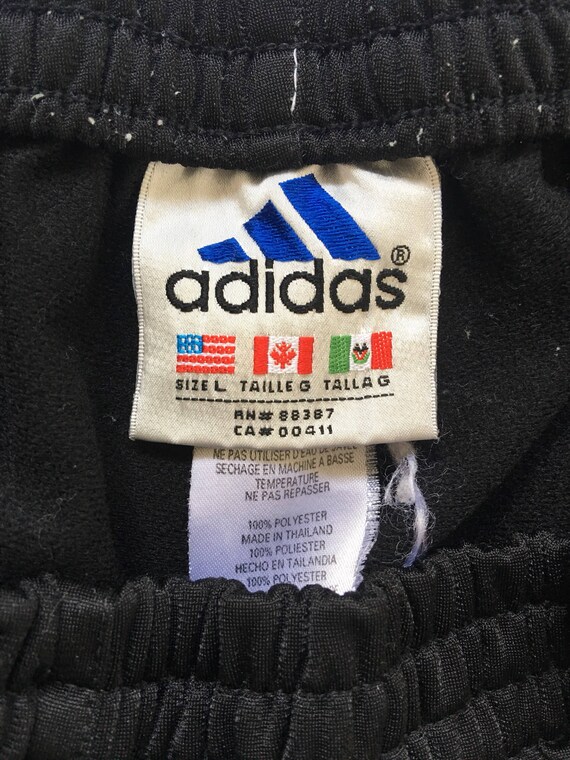 adidas®
SIZE L TAILLE G TALLA G
RN# 88387
CA# 00411
NE PAS UTILISER D'EAU DE JAVEL
SECHAGE EN MACHINE A BASSE
TEMPERATURE
NE PAS REPASSER
100% POLYESTER
MADE IN THAILAND
100% POLIESTER
HECHO EN TAILANDIA
100% POLYESTER